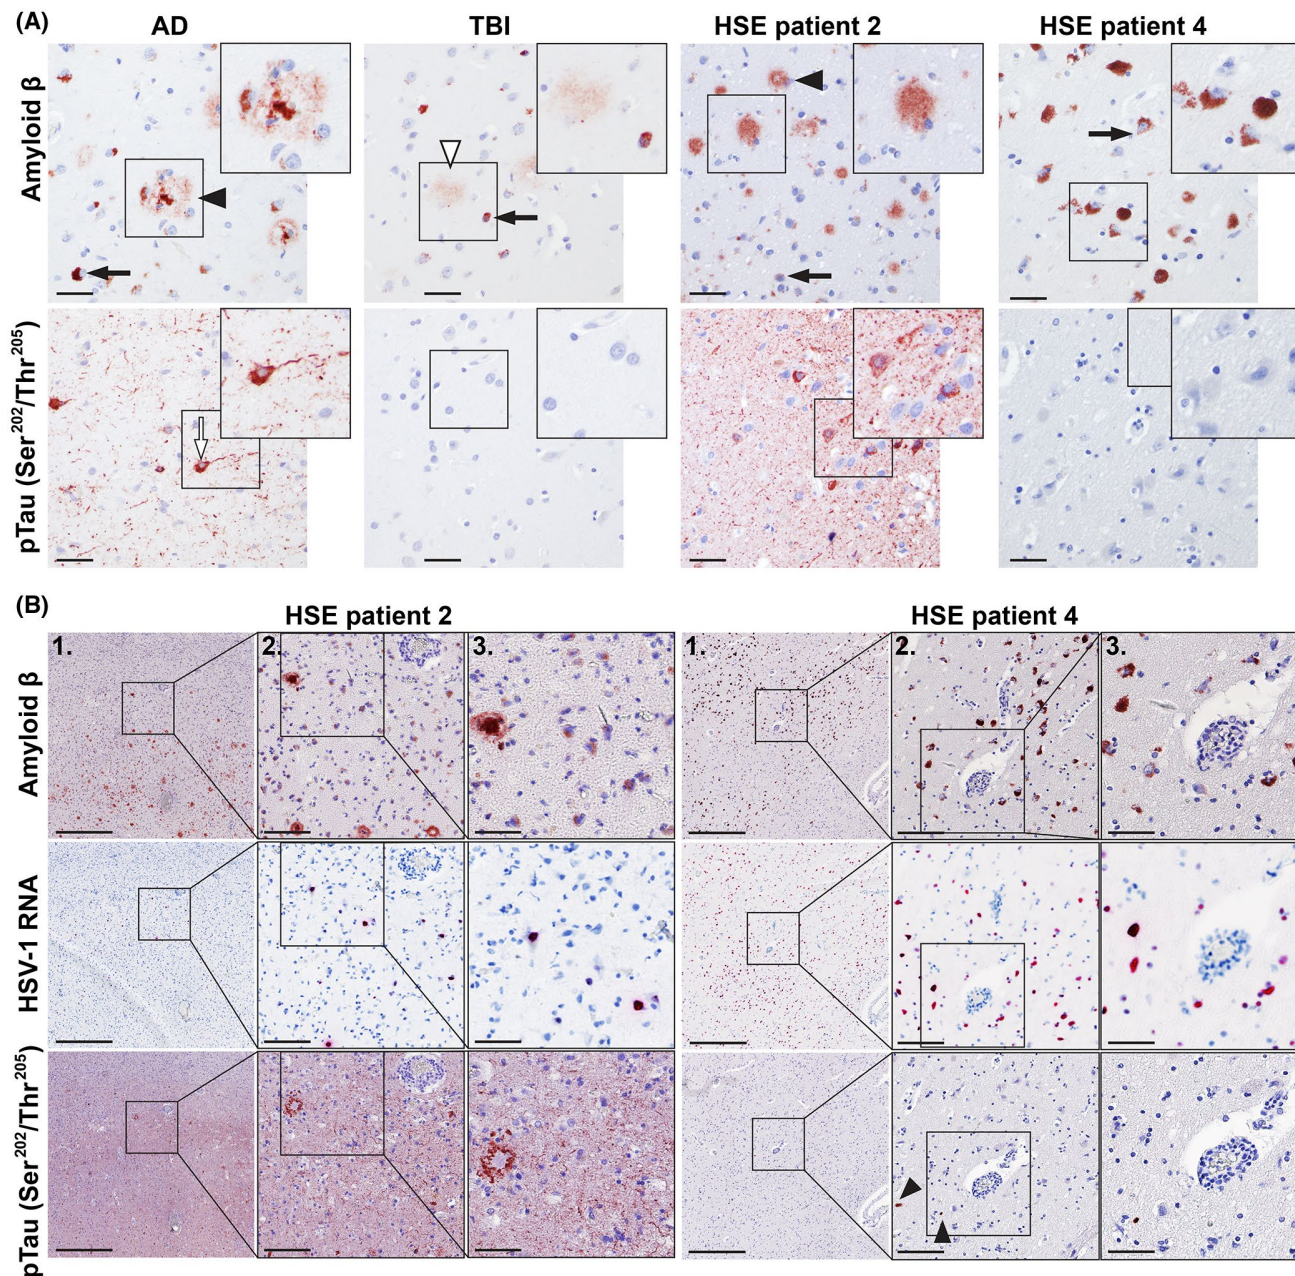 (A)
AD TBI HSE patient 2 HSE patient 4
Amyloid β
pTau (Ser202/Thr205)
(B)
HSE patient 2 HSE patient 4
1. 2. 3. 1. 2. 3.
Amyloid β
HSV-1 RNA
pTau (Ser202/Thr205)